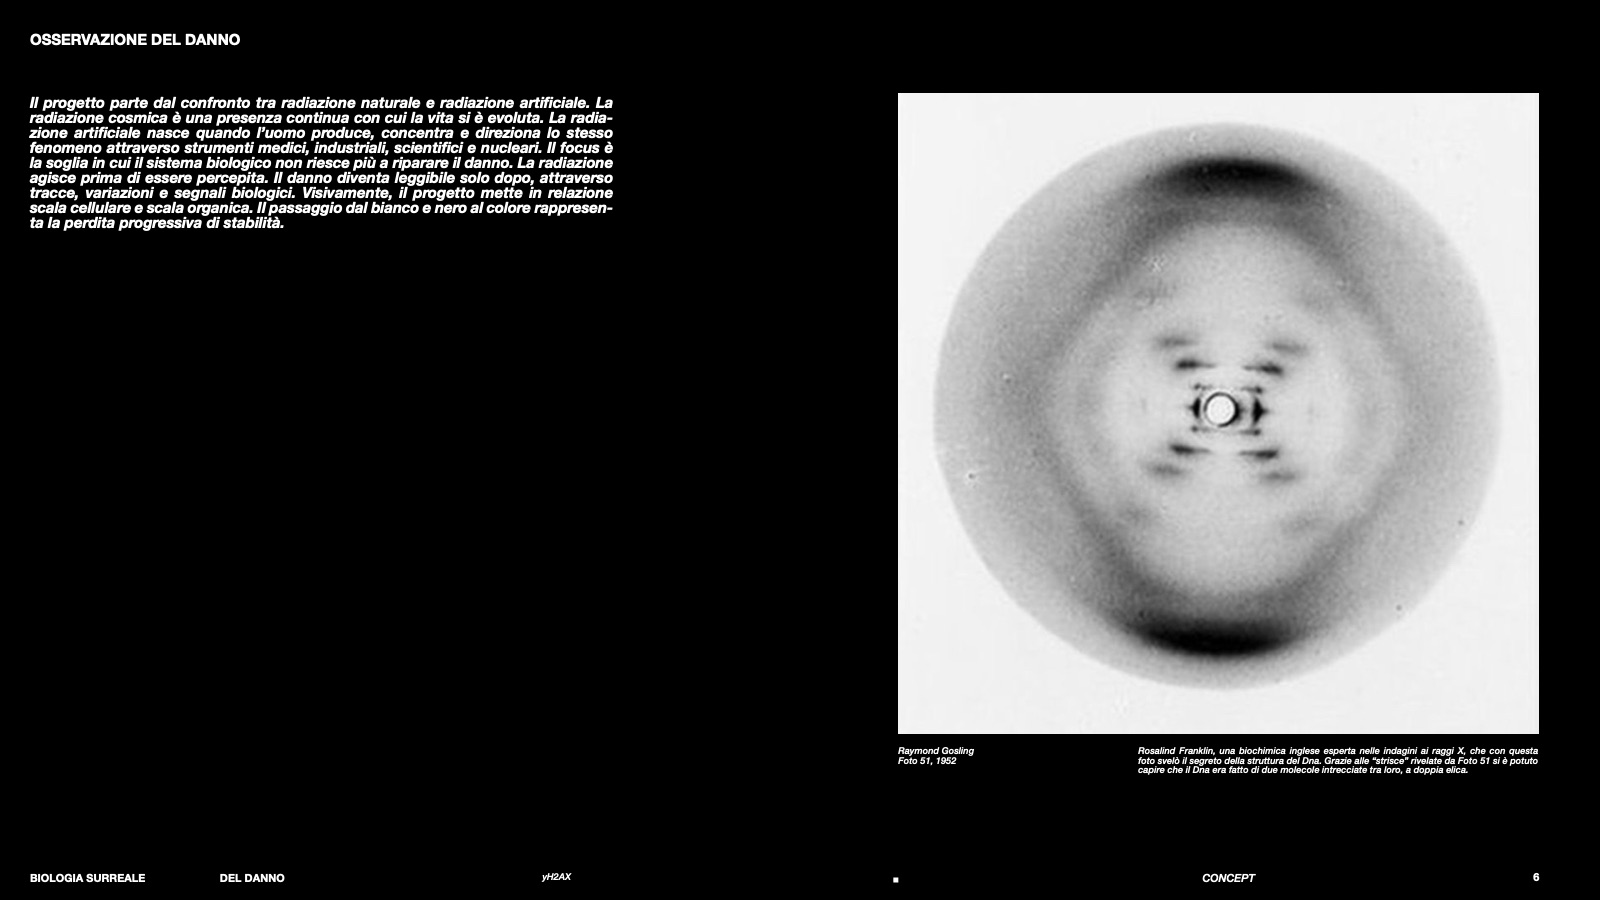 OSSERVAZIONE DEL DANNO
Il progetto parte dal confronto tra radiazione naturale e radiazione artificiale. La
radiazione cosmica è una presenza continua con cui la vita si è evoluta. La radia-
zione artificiale nasce quando l’uomo produce, concentra e direziona lo stesso
fenomeno attraverso strumenti medici, industriali, scientifici e nucleari. Il focus è
la soglia in cui il sistema biologico non riesce più a riparare il danno. La radiazione
agisce prima di essere percepita. Il danno diventa leggibile solo dopo, attraverso
tracce, variazioni e segnali biologici. Visivamente, il progetto mette in relazione
scala cellulare e scala organica. Il passaggio dal bianco e nero al colore rappresen-
ta la perdita progressiva di stabilità.
Raymond Gosling
Foto 51, 1952
Rosalind Franklin, una biochimica inglese esperta nelle indagini ai raggi X, che con questa
foto svelò il segreto della struttura del Dna. Grazie alle “strisce” rivelate da Foto 51 si è potuto
capire che il Dna era fatto di due molecole intrecciate tra loro, a doppia elica.
BIOLOGIA SURREALE
DEL DANNO
yH2AX
CONCEPT
6